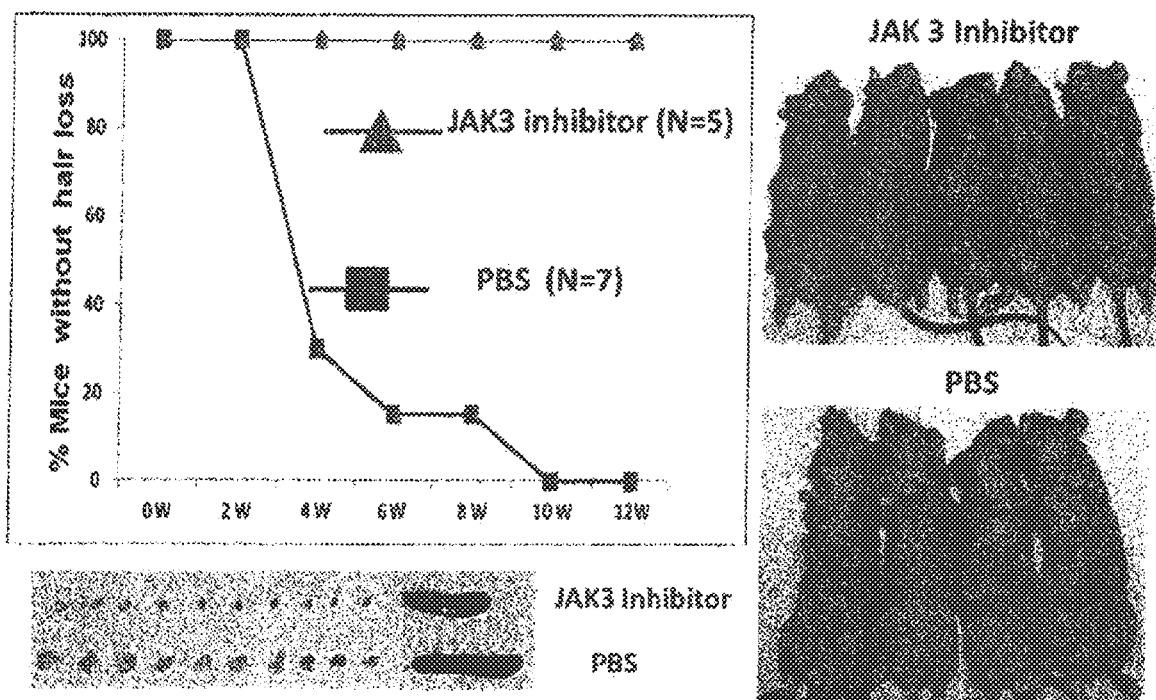 % Mice without hair loss
100
80
60
40
20
0
0W 2W 4W 6W 8W 10W 12W
JAK3 inhibitor (N=5)
PBS (N=7)
JAK 3 Inhibitor
PBS
JAK3 Inhibitor
PBS